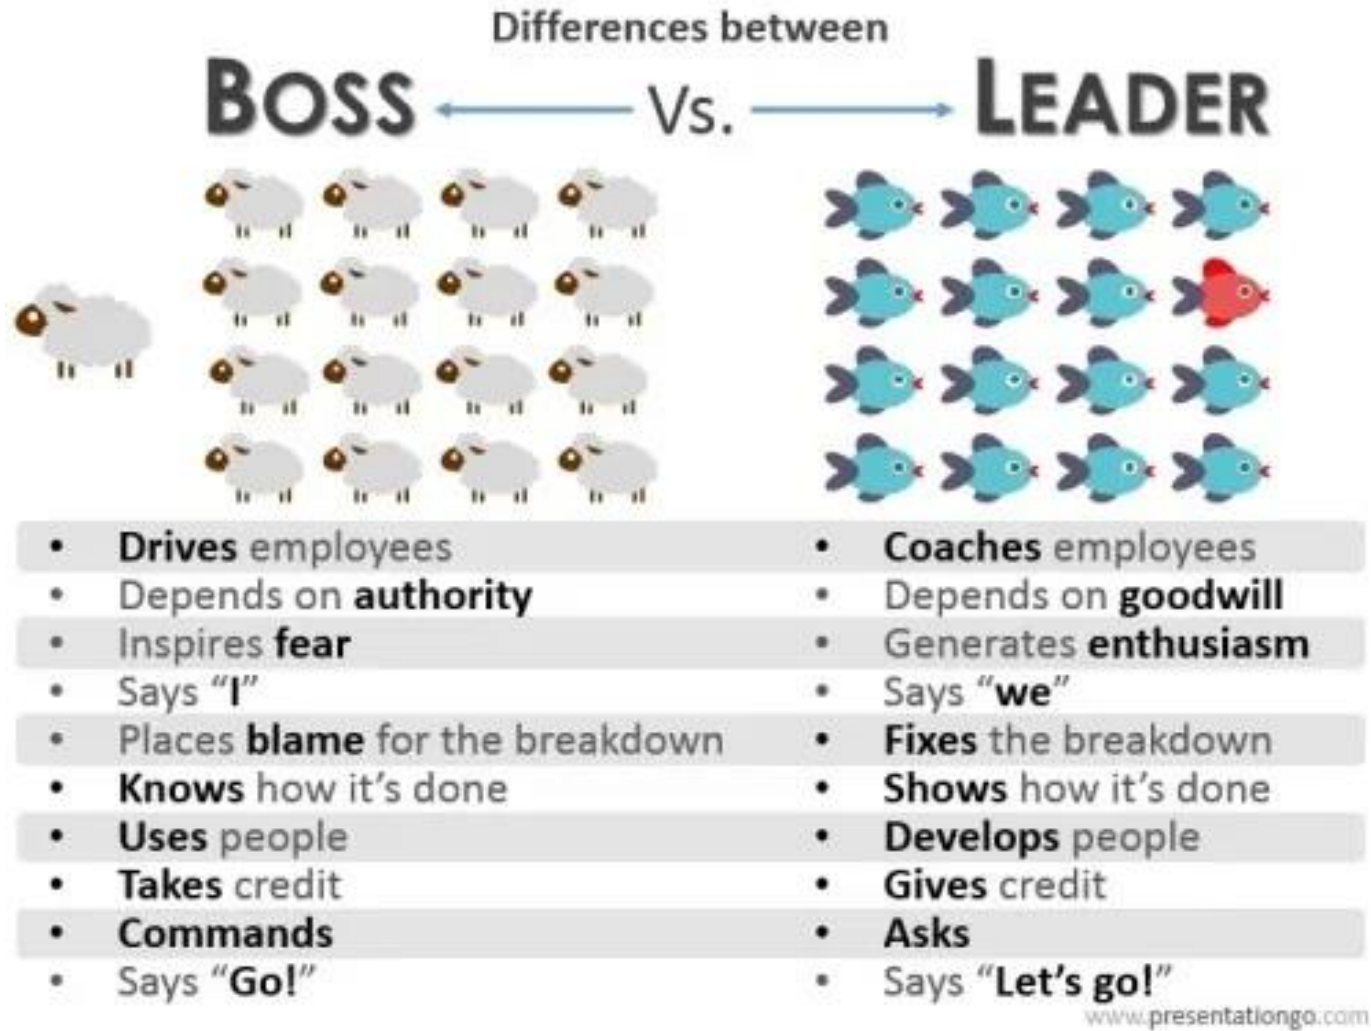 Differences between
BOSS Vs. LEADER
• Drives employees
• Depends on authority
• Inspires fear
• Says “I”
• Places blame for the breakdown
• Knows how it’s done
• Uses people
• Takes credit
• Commands
• Says “Go!”
• Coaches employees
• Depends on goodwill
• Generates enthusiasm
• Says “we”
• Fixes the breakdown
• Shows how it’s done
• Develops people
• Gives credit
• Asks
• Says “Let’s go!”
www.presentationgo.com